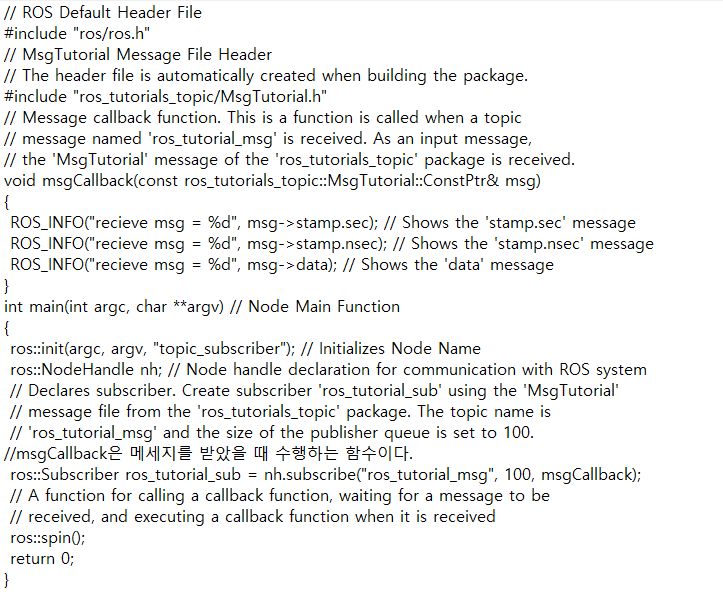 // ROS Default Header File
#include "ros/ros.h"
// MsgTutorial Message File Header
// The header file is automatically created when building the package.
#include "ros_tutorials_topic/MsgTutorial.h"
// Message callback function. This is a function is called when a topic
// message named 'ros_tutorial_msg' is received. As an input message,
// the 'MsgTutorial' message of the 'ros_tutorials_topic' package is received.
void msgCallback(const ros_tutorials_topic::MsgTutorial::ConstPtr& msg)
{
ROS_INFO("recieve msg = %d", msg->stamp.sec); // Shows the 'stamp.sec' message
ROS_INFO("recieve msg = %d", msg->stamp.nsec); // Shows the 'stamp.nsec' message
ROS_INFO("recieve msg = %d", msg->data); // Shows the 'data' message
}
int main(int argc, char **argv) // Node Main Function
{
ros::init(argc, argv, "topic_subscriber"); // Initializes Node Name
ros::NodeHandle nh; // Node handle declaration for communication with ROS system
// Declares subscriber. Create subscriber 'ros_tutorial_sub' using the 'MsgTutorial'
// message file from the 'ros_tutorials_topic' package. The topic name is
// 'ros_tutorial_msg' and the size of the publisher queue is set to 100.
//msgCallback은 메세지를 받았을 때 수행하는 함수이다.
ros::Subscriber ros_tutorial_sub = nh.subscribe("ros_tutorial_msg", 100, msgCallback);
// A function for calling a callback function, waiting for a message to be
// received, and executing a callback function when it is received
ros::spin();
return 0;
}